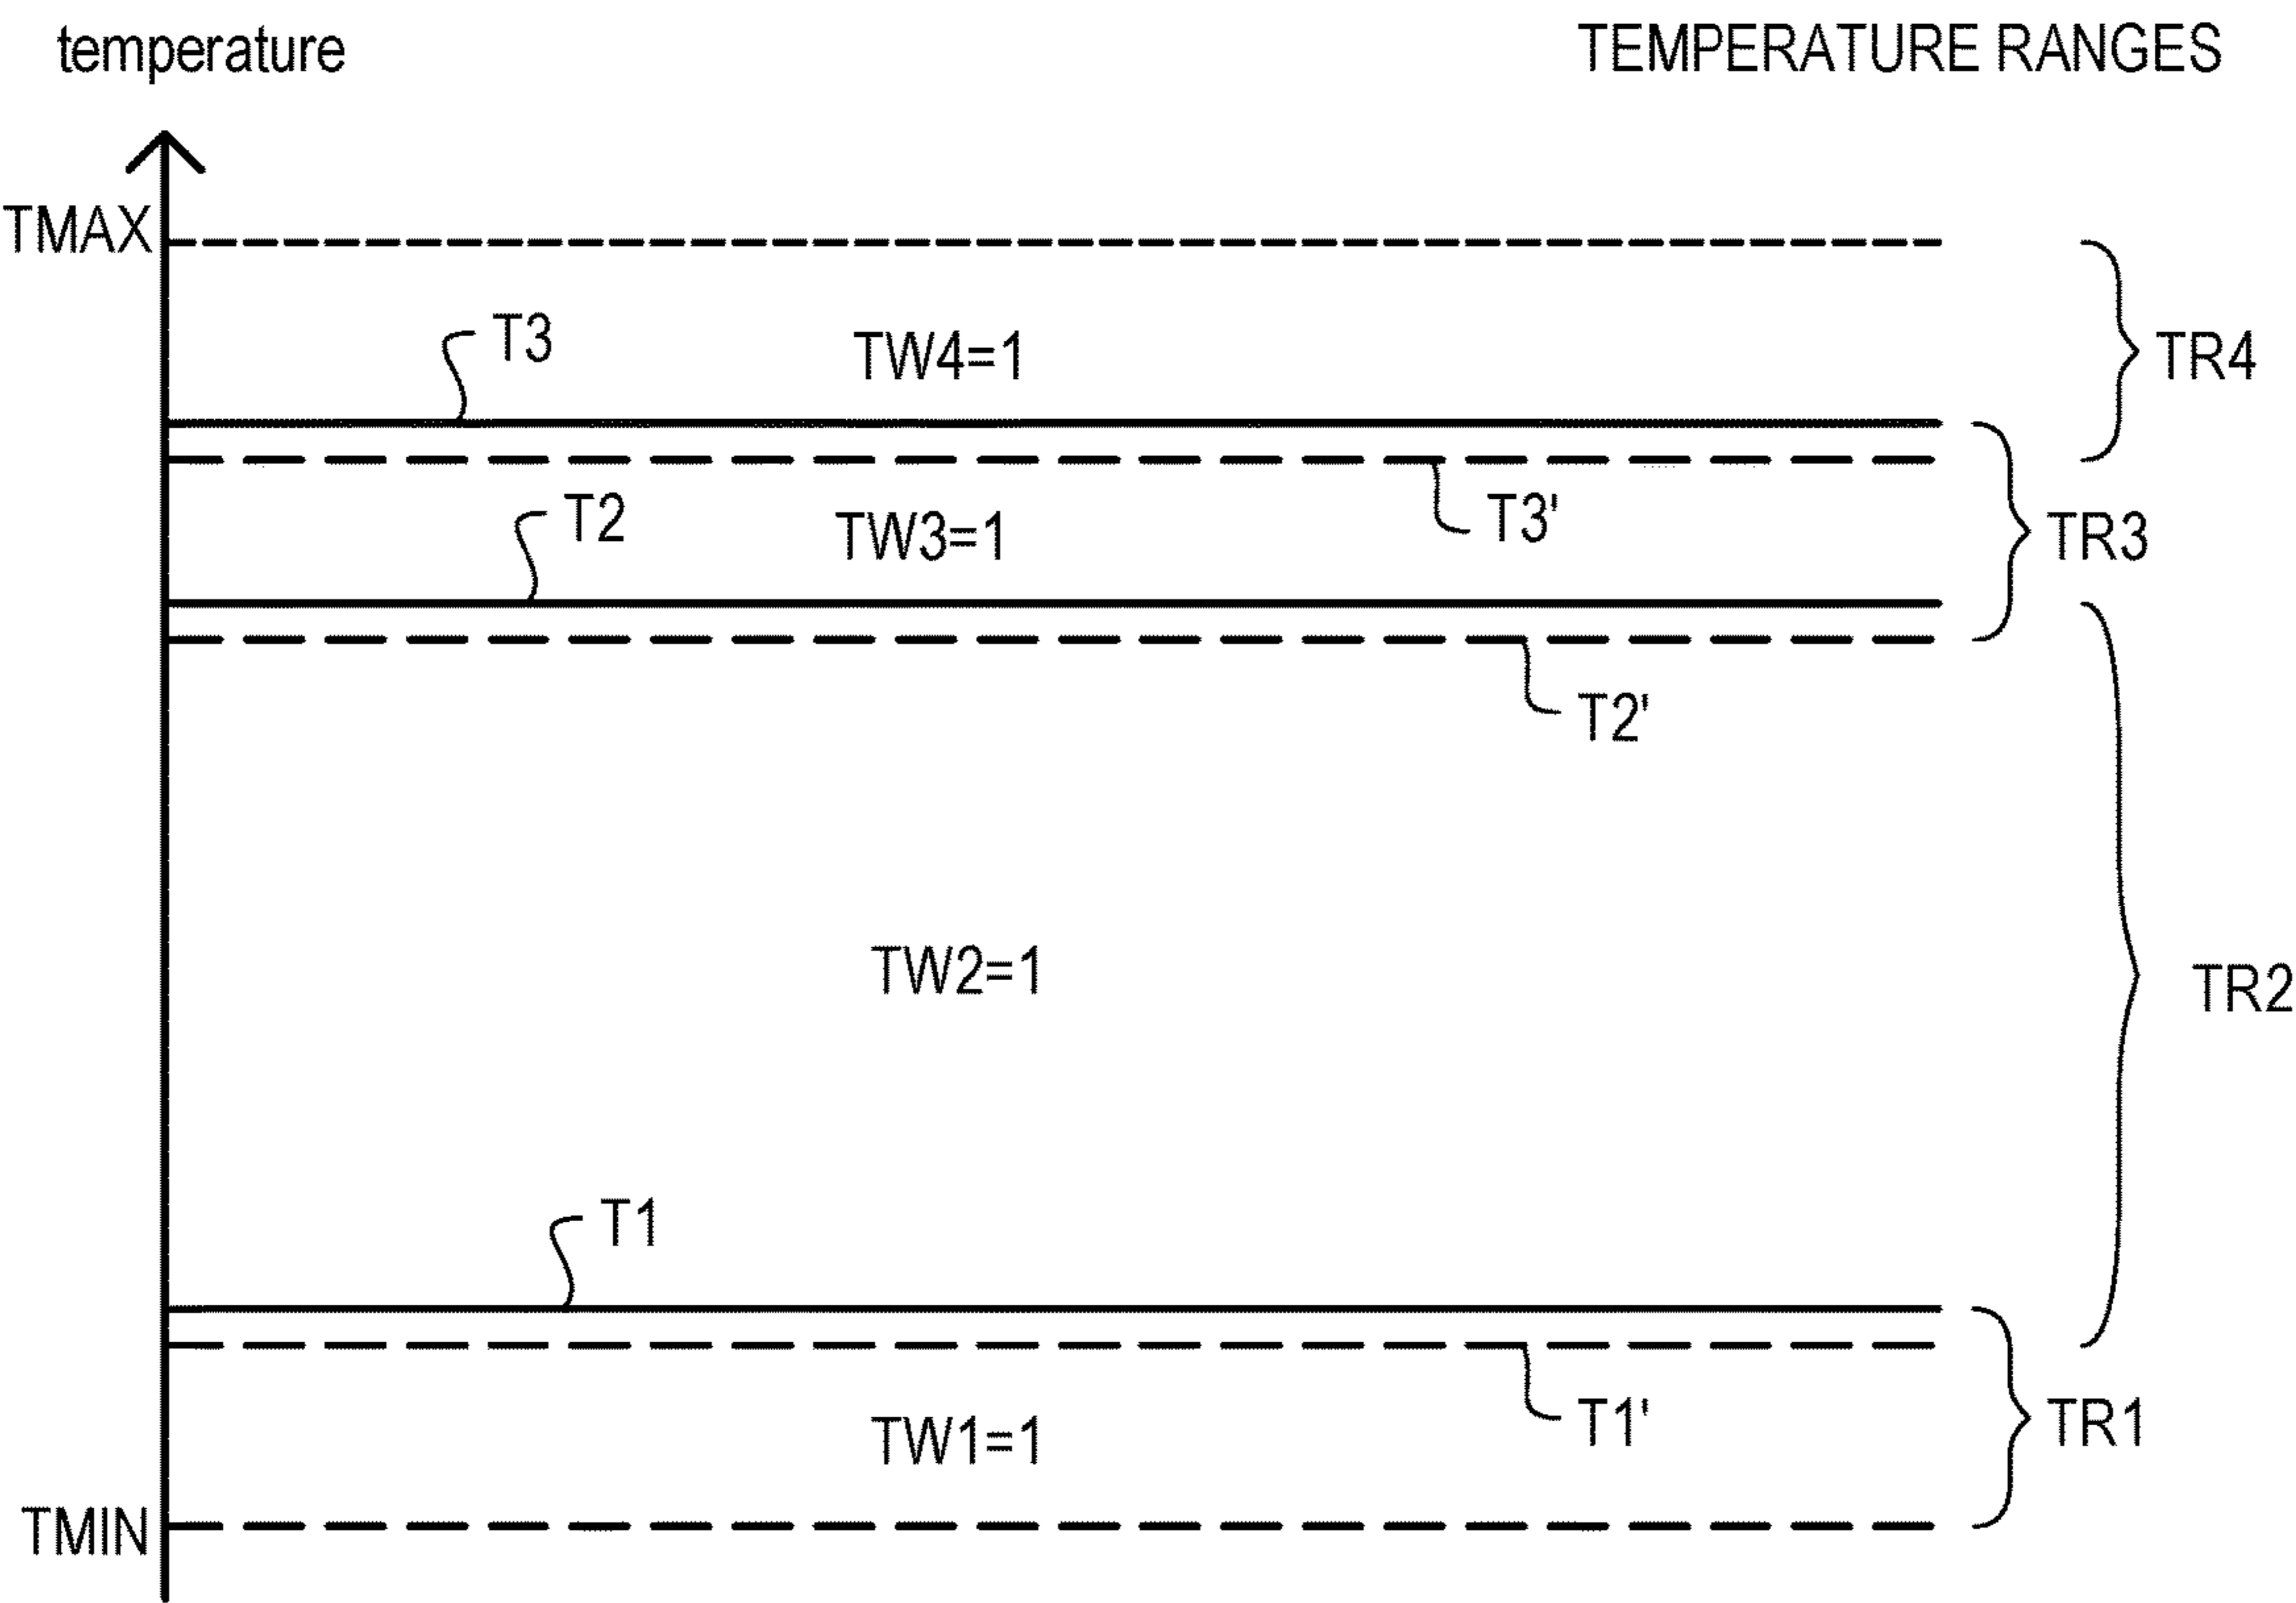 temperature
TEMPERATURE RANGES
TMAX
T3
TW4=1
TR4
T2
TW3=1
T3'
TR3
T2'
TW2=1
TR2
T1
TW1=1
T1'
TR1
TMIN